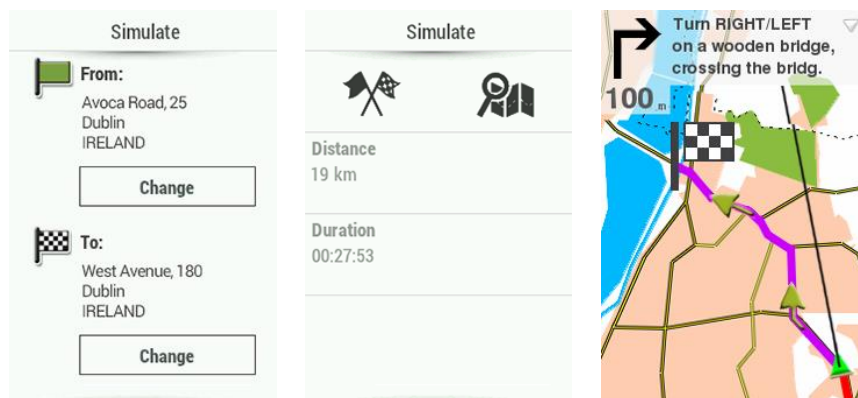 Simulate
From:
Avoca Road, 25
Dublin
IRELAND
Change
To:
West Avenue, 180
Dublin
IRELAND
Change
Simulate
Distance
19 km
Duration
00:27:53
Turn RIGHT/LEFT
on a wooden bridge,
crossing the bridg.
100 m